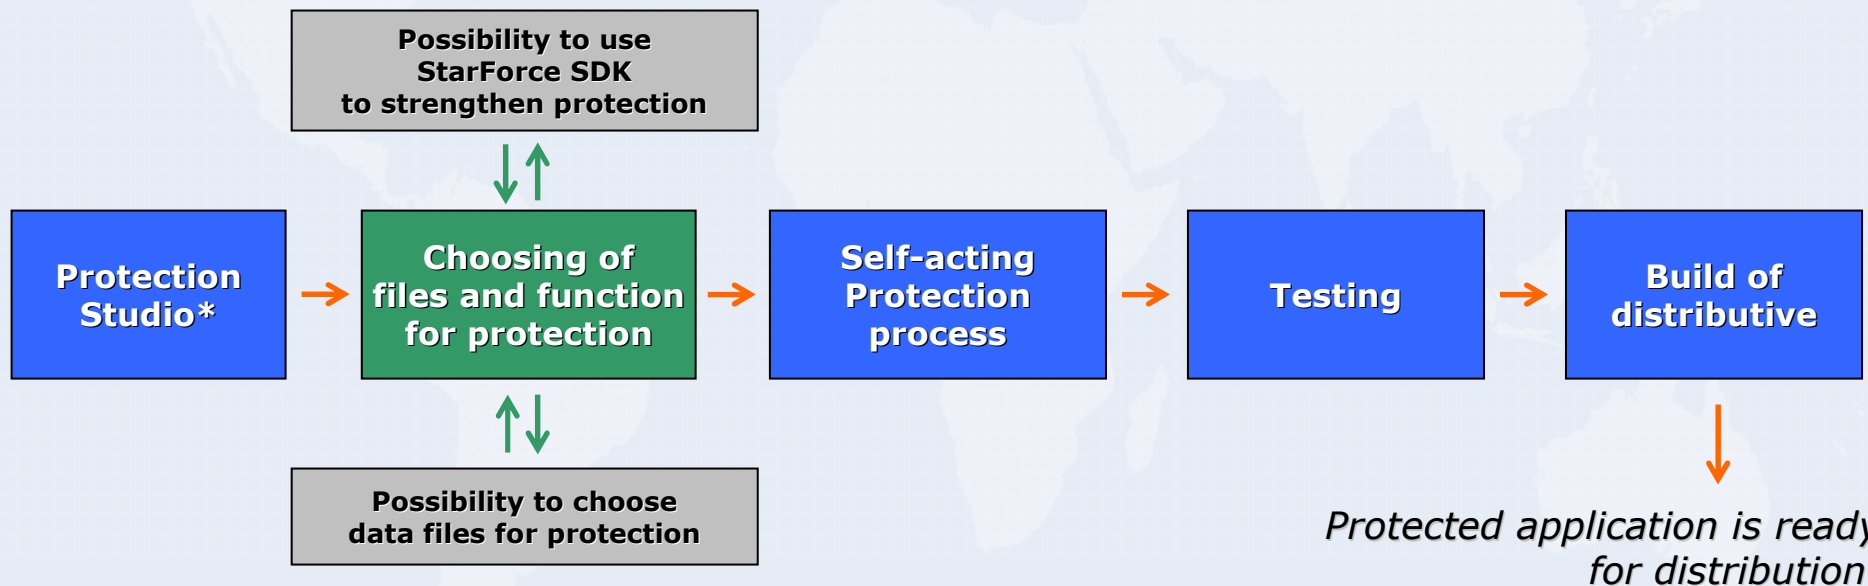 Possibility to use
StarForce SDK
to strengthen protection
Protection
Studio*
Choosing of
files and function
for protection
Self-acting
Protection
process
Testing
Build of
distributive
Possibility to choose
data files for protection
Protected application is ready
for distribution